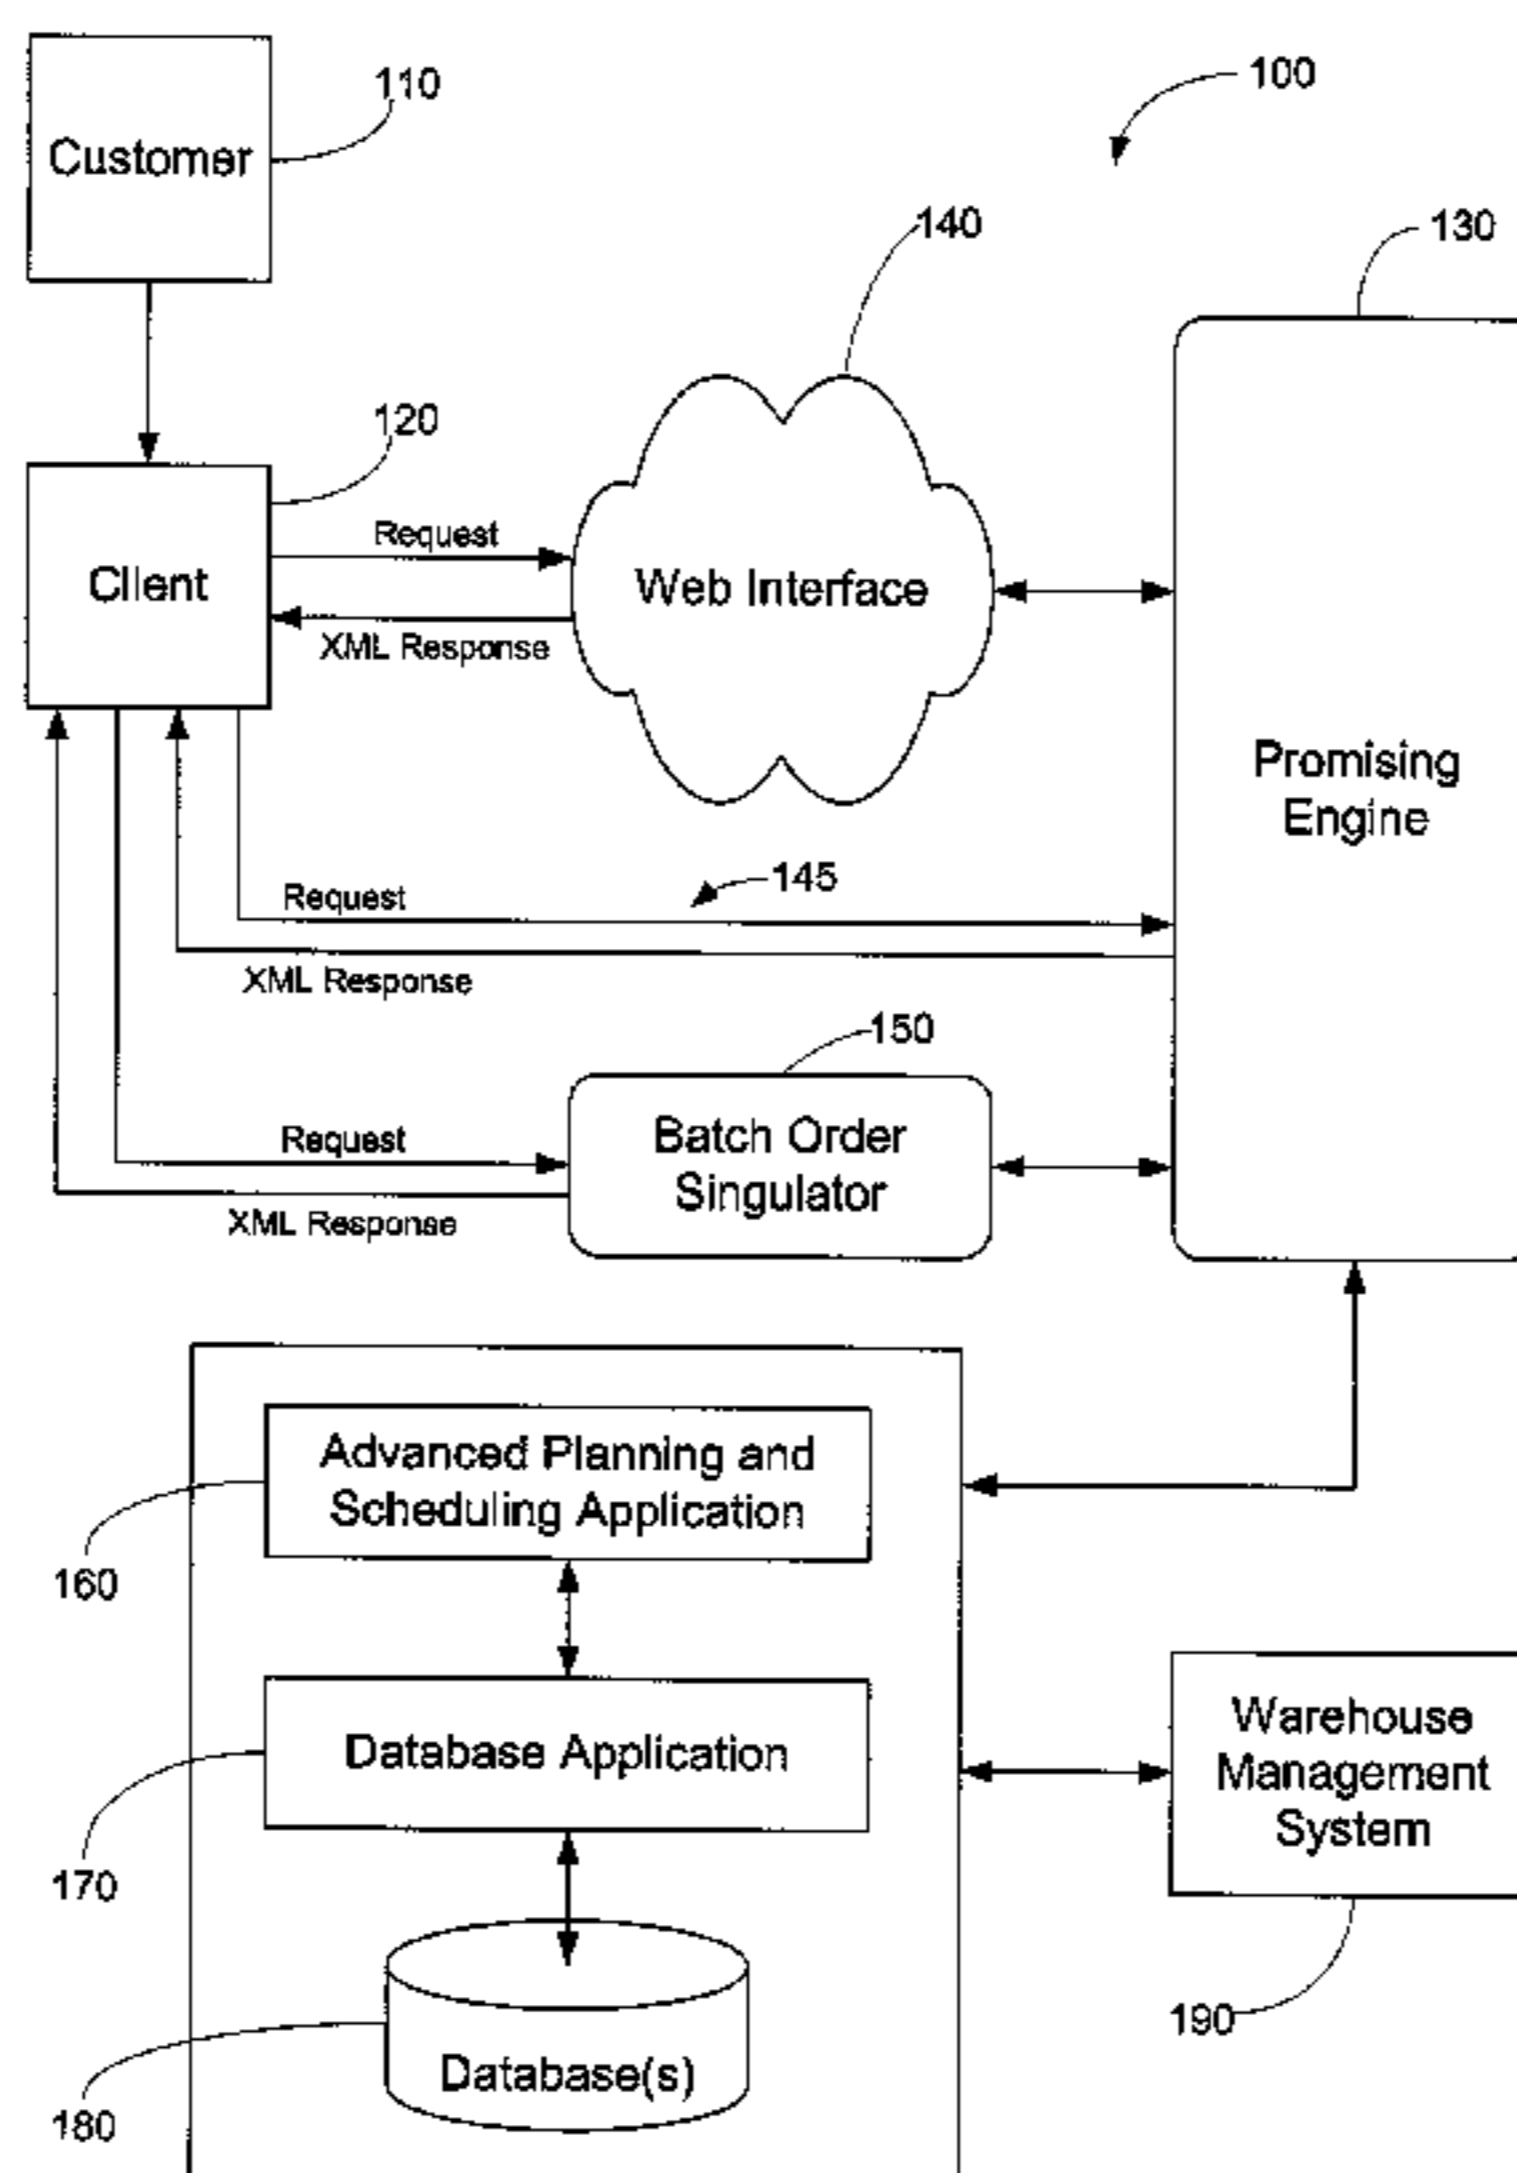 110
Customer
100
140
130
120
Request
Client
Web Interface
XML Response
Promising
Engine
145
Request
XML Response
150
Batch Order
Singulator
Request
XML Response
Advanced Planning and
Scheduling Application
160
Warehouse
Management
System
Database Application
170
190
Database(s)
180